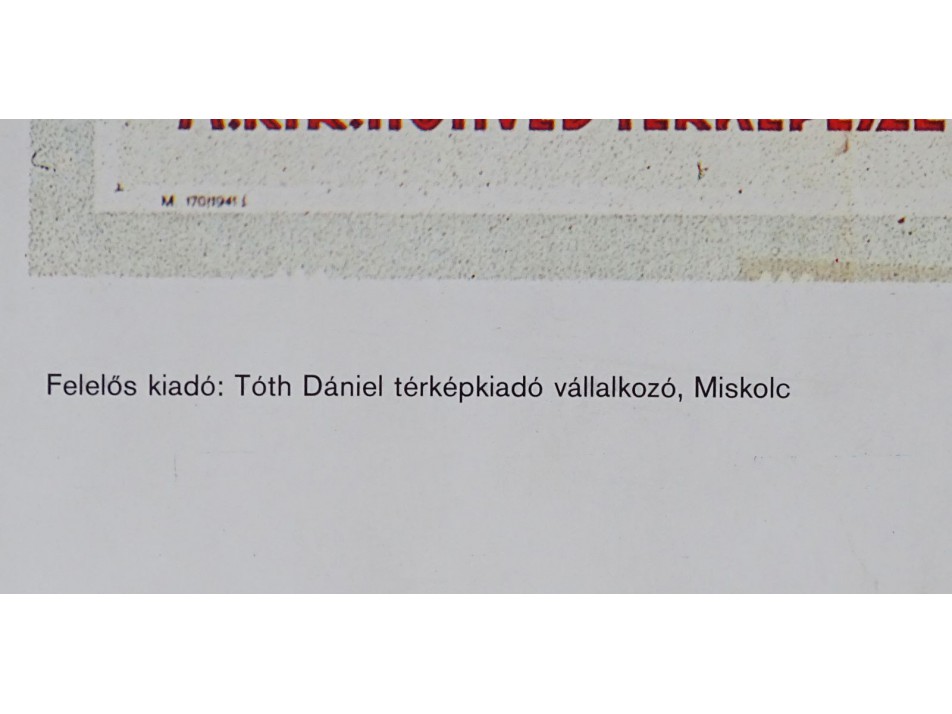 M 170/1941
Felelős kiadó: Tóth Dániel térképkiadó vállalkozó, Miskolc